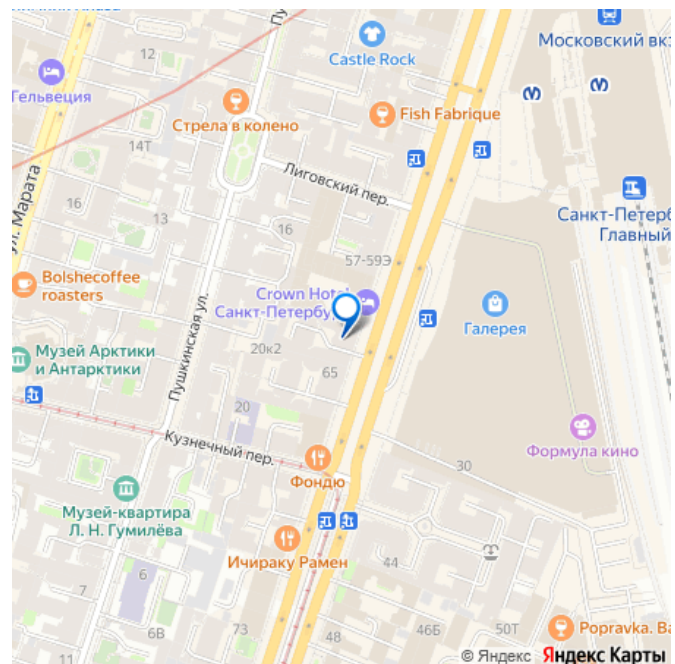 12
Castle Rock
Московский вкз
Гельвеция
Стрела в колено
Fish Fabrique
14Т
Лиговский пер.
ул. Марата
16
13
16
Санкт-Петерб
Главный
57-59Э
Bolshecoffee
roasters
Crown Hotel
Санкт-Петербу
Галерея
Пушкинская ул.
Музей Арктики
и Антарктики
20к2
65
20
Кузнечный пер.
30
Формула кино
Фондю
Музей-квартира
Л. Н. Гумилёва
Ичираку Рамен
44
7
6
6В
73
48
46Б
50Т
Popravka. Ba
11
© Яндекс Яндекс Карты